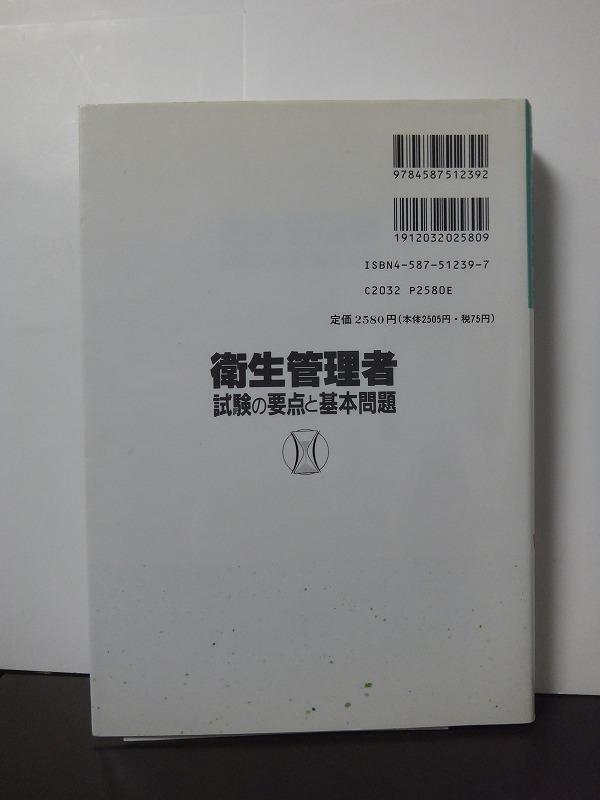 9784587512392
1912032025809
ISBN4-587-51239-7
C2032 P2580E
定価2580円(本体2505円・税75円)
衛生管理者
試験の要点と基本問題